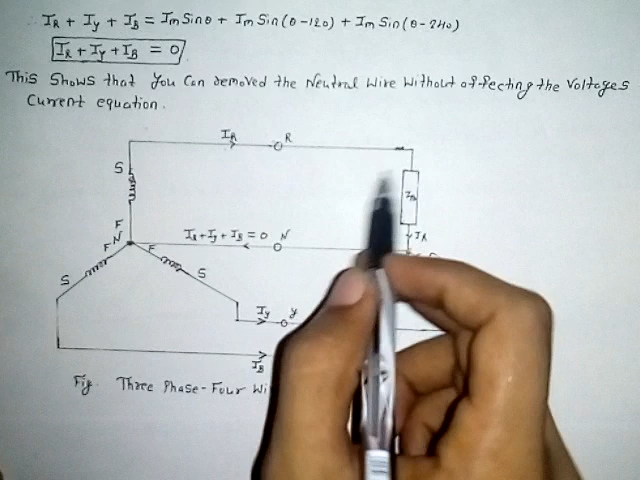 ∴ IR + Iy + IB = Im Sinθ + Im Sin(θ-120) + Im Sin(θ-240)
IR + Iy + IB = 0
This Shows that you Can removed the Neutral Wire Without affecting the Voltages
Current equation.
IR R
S
F
N
F F
IR + Iy + IB = 0 N
IR
S S
Iy y
IB
Fig. Three Phase-Four Wi